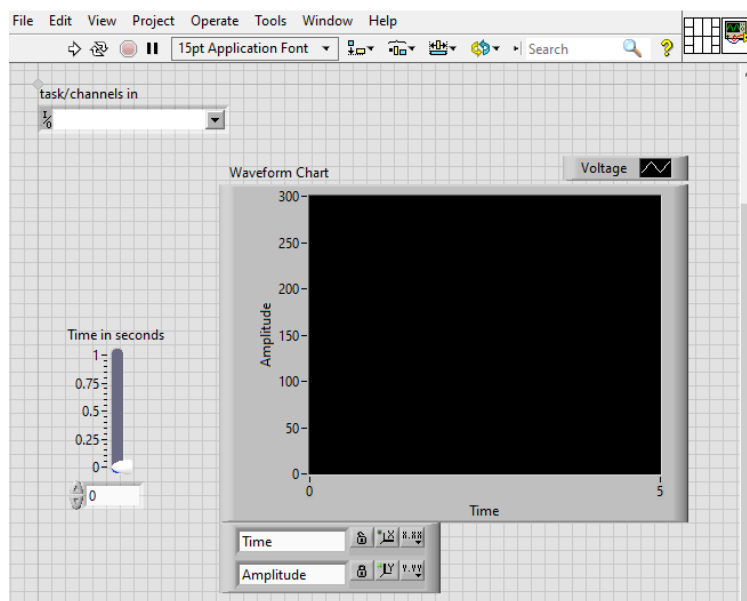 File Edit View Project Operate Tools Window Help
15pt Application Font Search
task/channels in
Waveform Chart
Voltage
300
250
200
150
100
50
0
Amplitude
0 5
Time
Time in seconds
1
0.75
0.5
0.25
0
0
Time
Amplitude